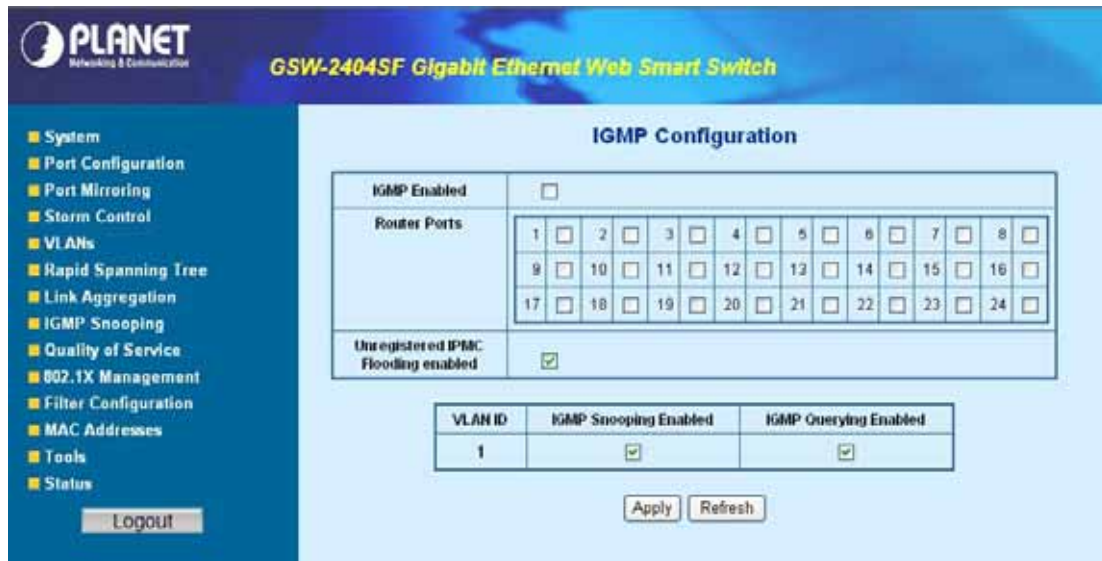 PLANET
Networking & Communication
GSW-2404SF Gigabit Ethernet Web Smart Switch
System
Port Configuration
Port Mirroring
Storm Control
VLANs
Rapid Spanning Tree
Link Aggregation
IGMP Snooping
Quality of Service
802.1X Management
Filter Configuration
MAC Addresses
Tools
Status
Logout
IGMP Configuration
IGMP Enabled
Router Ports
1 2 3 4 5 6 7 8
9 10 11 12 13 14 15 16
17 18 19 20 21 22 23 24
Unregistered IPMC
Flooding enabled
VLAN ID IGMP Snooping Enabled IGMP Querying Enabled
1
Apply Refresh